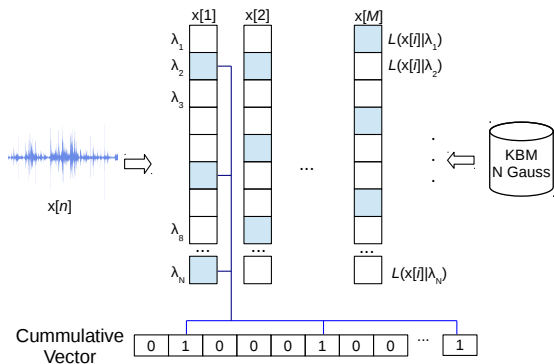 x[1] x[2] x[M]
λ1 L(x[i]|λ1)
λ2 L(x[i]|λ2)
λ3
...
KBM
N Gauss
x[n]
λ8
... ... ...
λN L(x[i]|λN)
Cummulative
Vector
0 1 0 0 0 1 0 0 ... 1